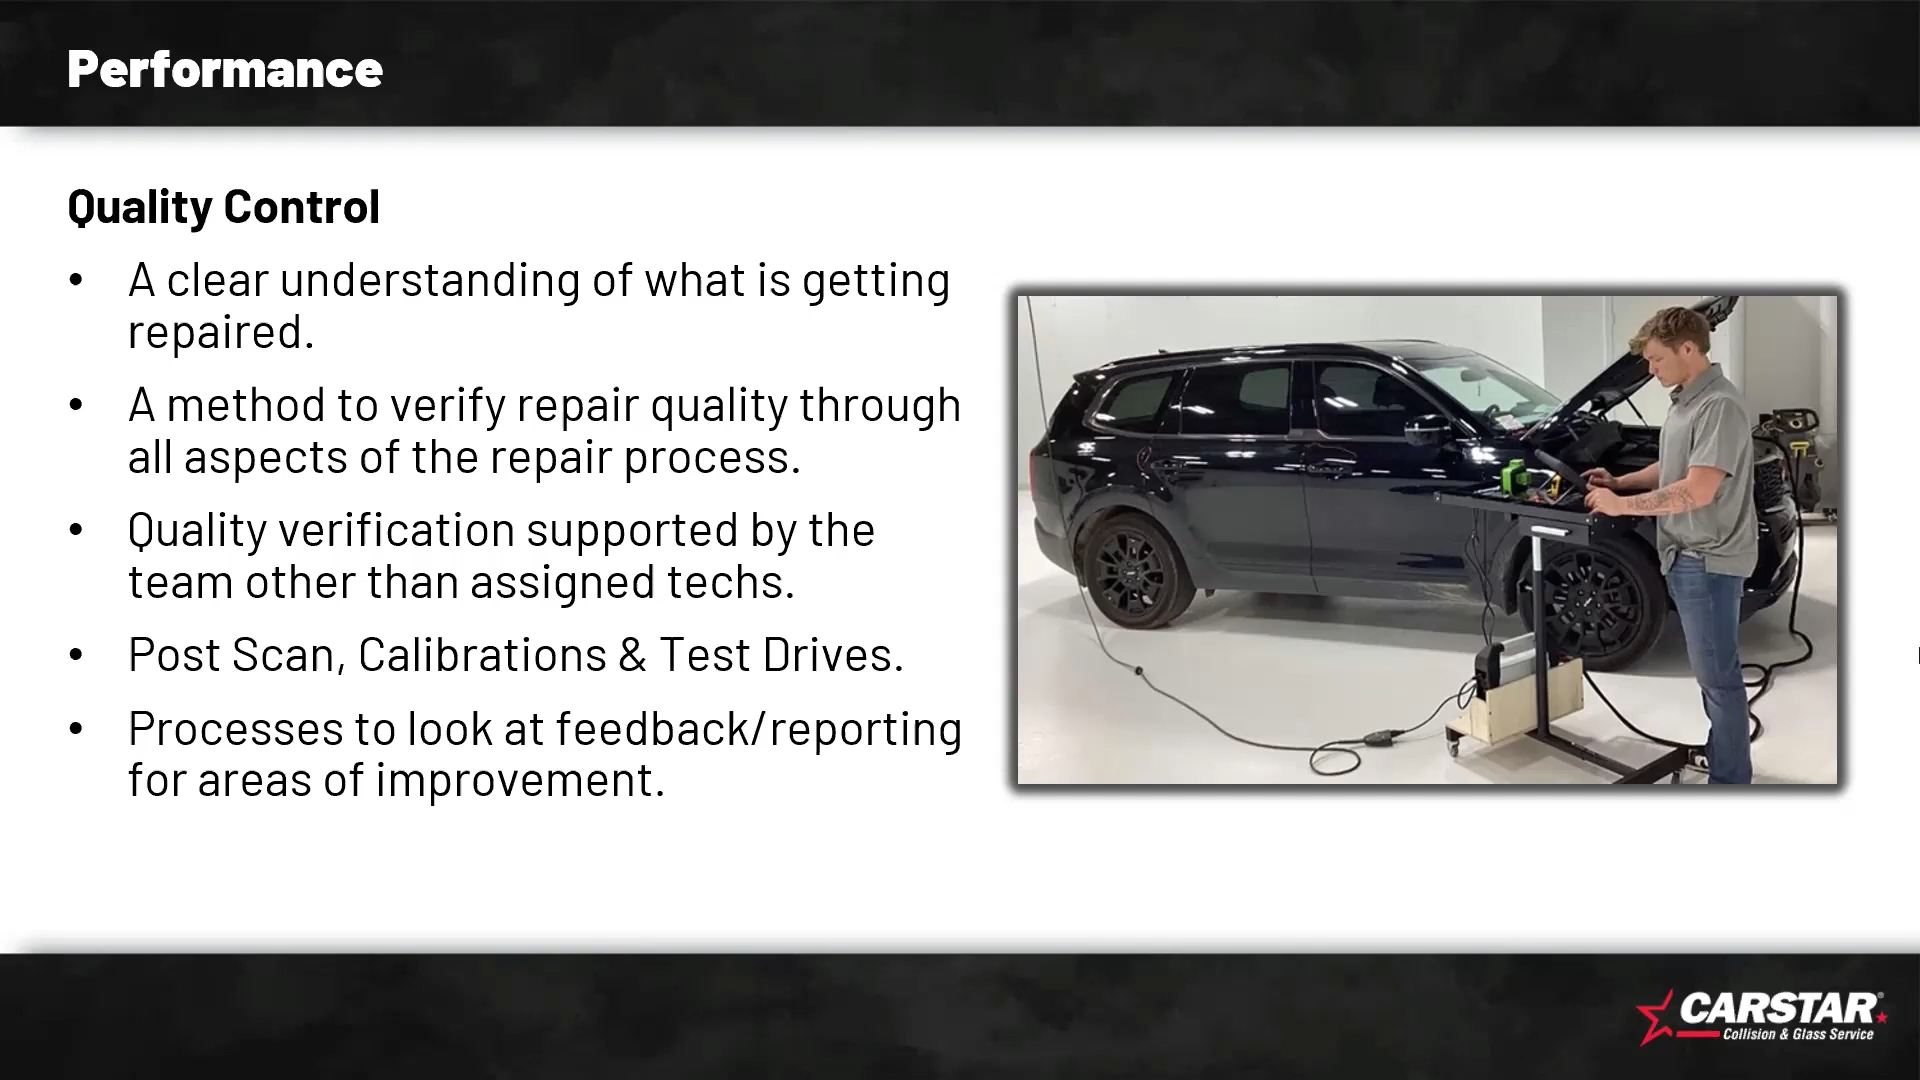 Performance
Quality Control
• A clear understanding of what is getting
repaired.
• A method to verify repair quality through
all aspects of the repair process.
• Quality verification supported by the
team other than assigned techs.
• Post Scan, Calibrations & Test Drives.
• Processes to look at feedback/reporting
for areas of improvement.
CARSTAR®
Collision & Glass Service